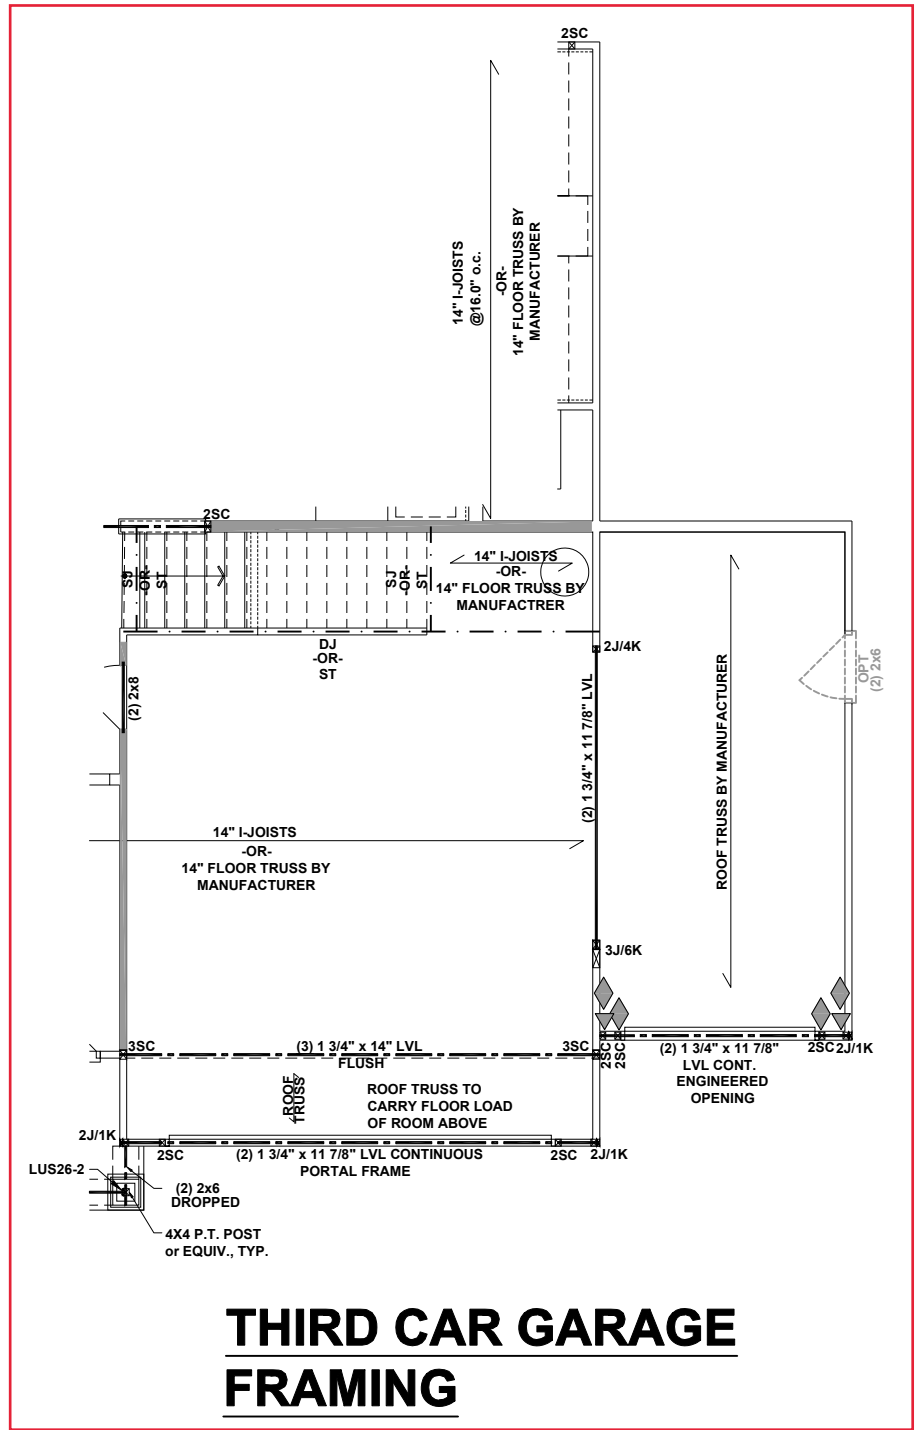 2SC
14" I-JOISTS
@16.0" o.c.
-OR-
14" FLOOR TRUSS BY
MANUFACTURER
2SC
SJ
-OR-
ST
SJ
-OR-
ST
14" I-JOISTS
-OR-
14" FLOOR TRUSS BY
MANUFACTRER
DJ
-OR-
ST
2J/4K
OPT
(2) 2x6
(2) 2x8
(2) 1 3/4" x 11 7/8" LVL
ROOF TRUSS BY MANUFACTURER
14" I-JOISTS
-OR-
14" FLOOR TRUSS BY
MANUFACTURER
3J/6K
3SC
(3) 1 3/4" x 14" LVL
FLUSH
3SC
2SC
2SC
(2) 1 3/4" x 11 7/8"
LVL CONT.
ENGINEERED
OPENING
2SC
2J/1K
ROOF
TRUSS
ROOF TRUSS TO
CARRY FLOOR LOAD
OF ROOM ABOVE
2J/1K
2SC
(2) 1 3/4" x 11 7/8" LVL CONTINUOUS
PORTAL FRAME
2SC
2J/1K
LUS26-2
(2) 2x6
DROPPED
4X4 P.T. POST
or EQUIV., TYP.
THIRD CAR GARAGE
FRAMING